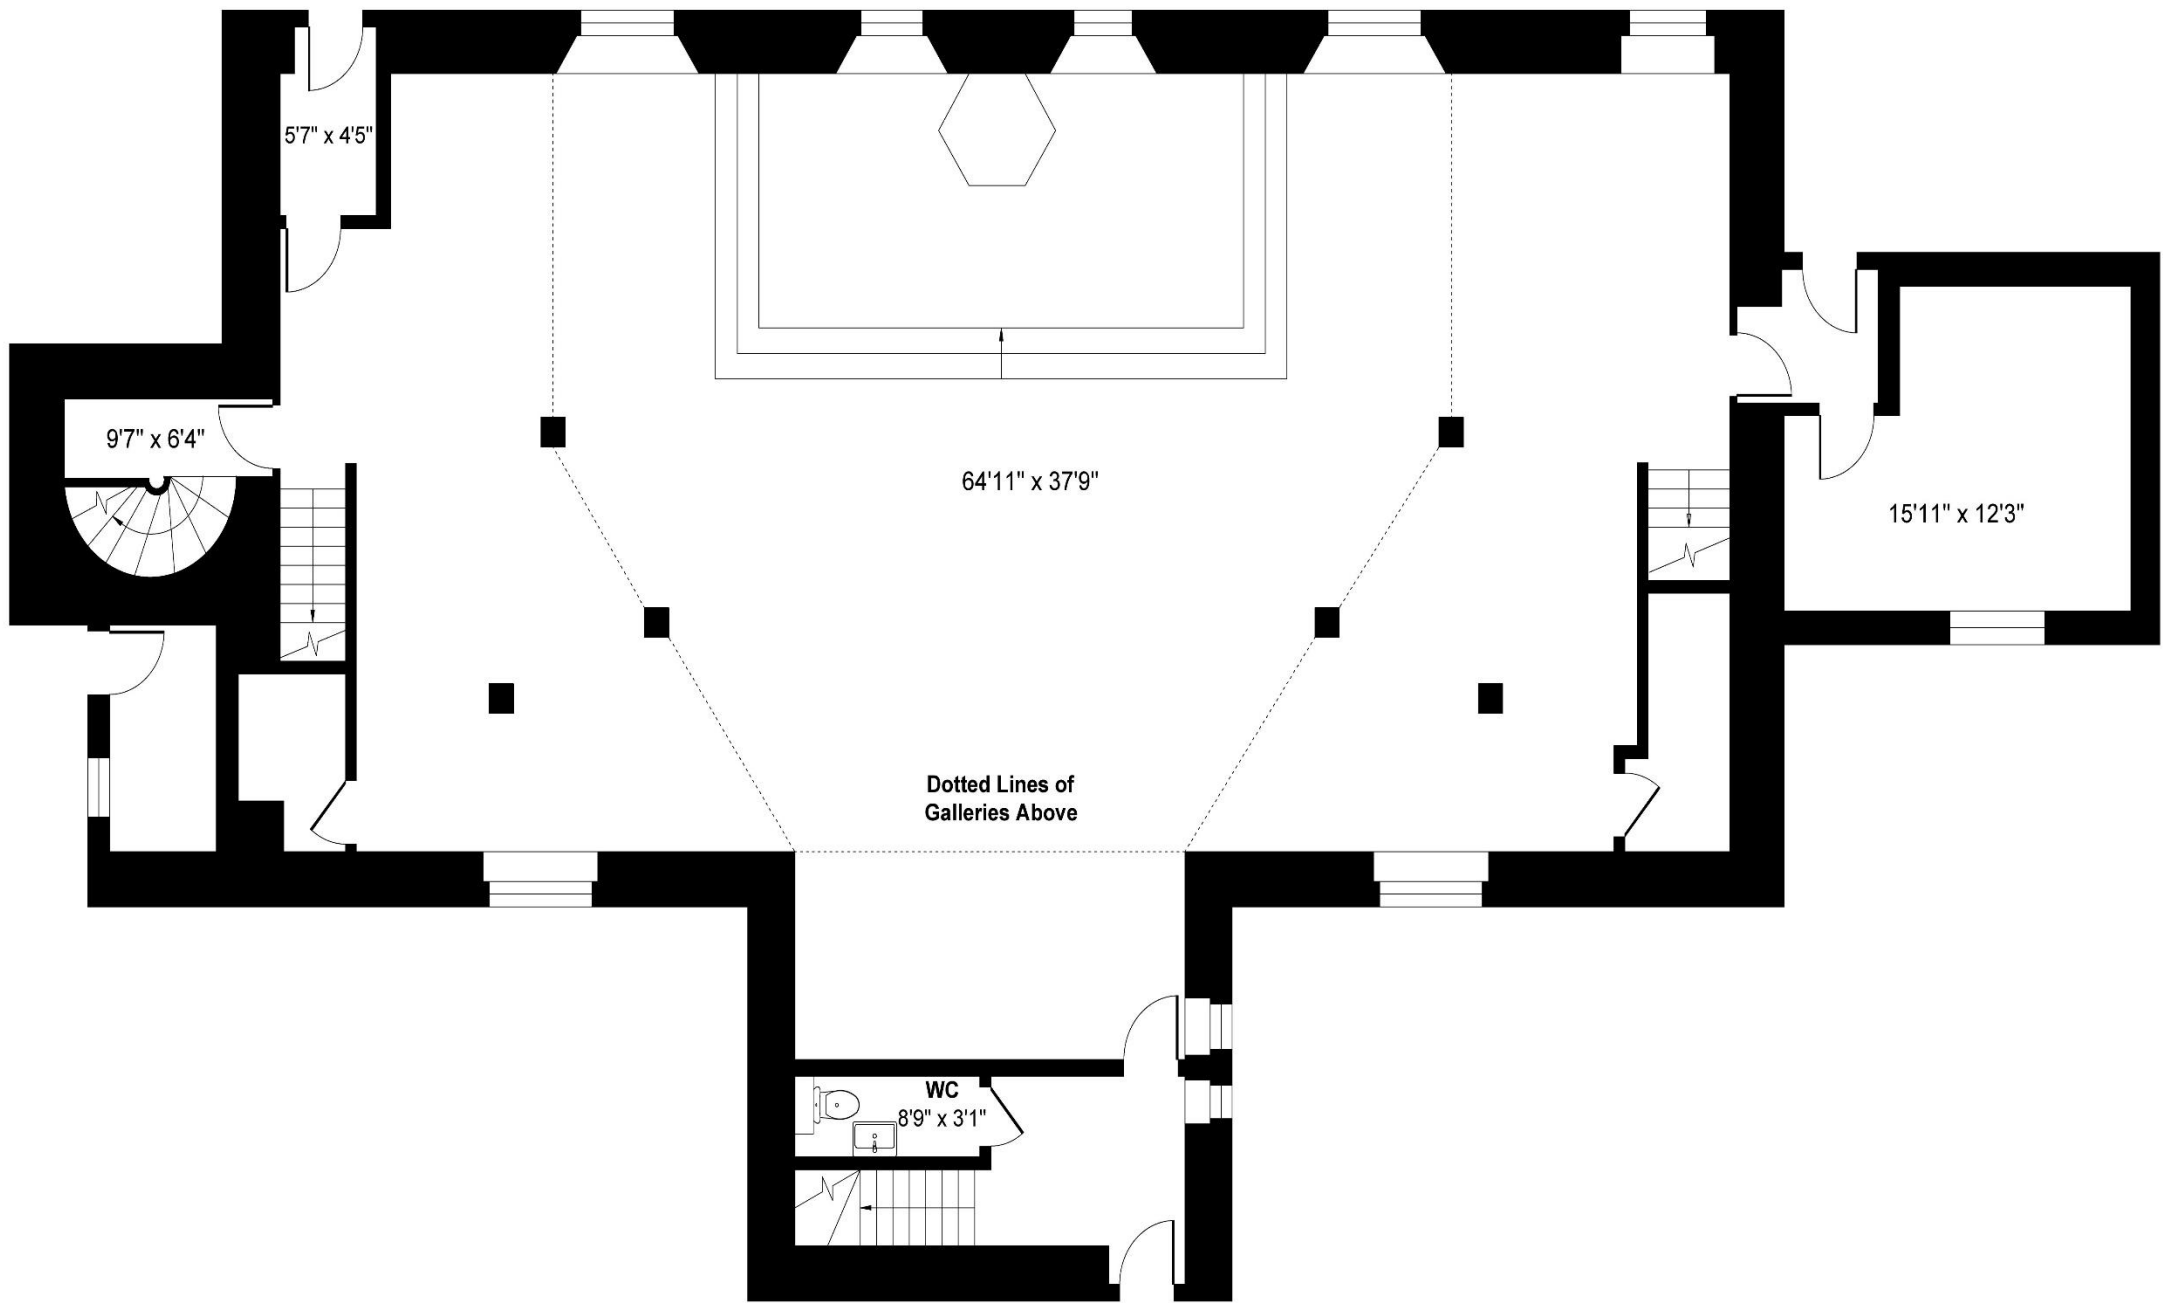 5'7" x 4'5"
9'7" x 6'4"
64'11" x 37'9"
15'11" x 12'3"
Dotted Lines of
Galleries Above
WC
8'9" x 3'1"